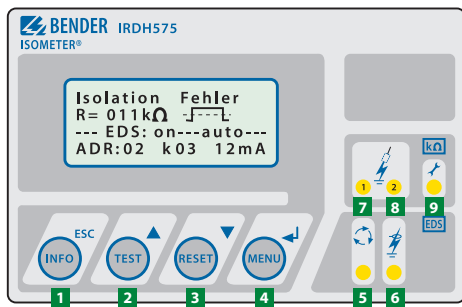 BENDER IRDH575
ISOMETER®
Isolation Fehler
R= 011kΩ
--- EDS: on---auto---
ADR:02 k03 12mA
kΩ
1 2
7 8 9
EDS
ESC
INFO TEST RESET MENU
1 2 3 4 5 6